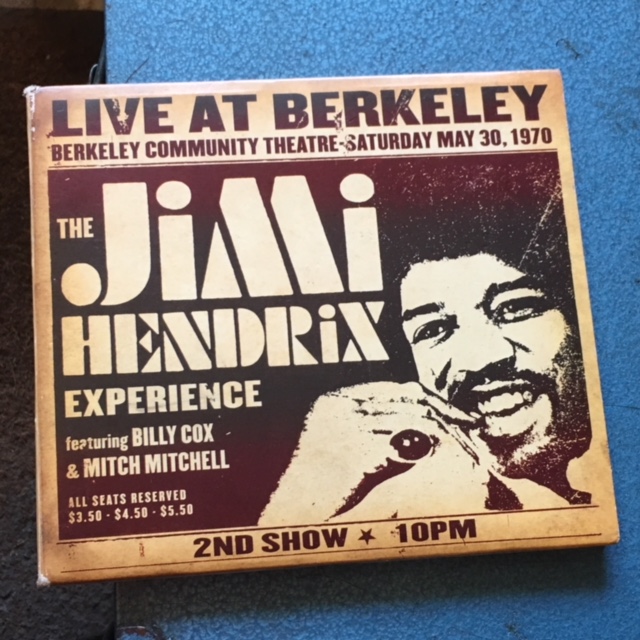 LIVE AT BERKELEY
BERKELEY COMMUNITY THEATRE-SATURDAY MAY 30, 1970
THE JiMi
HENDRiX
EXPERIENCE
featuring BILLY COX
& MITCH MITCHELL
ALL SEATS RESERVED
$3.50 - $4.50 - $5.50
2ND SHOW ★ 10PM